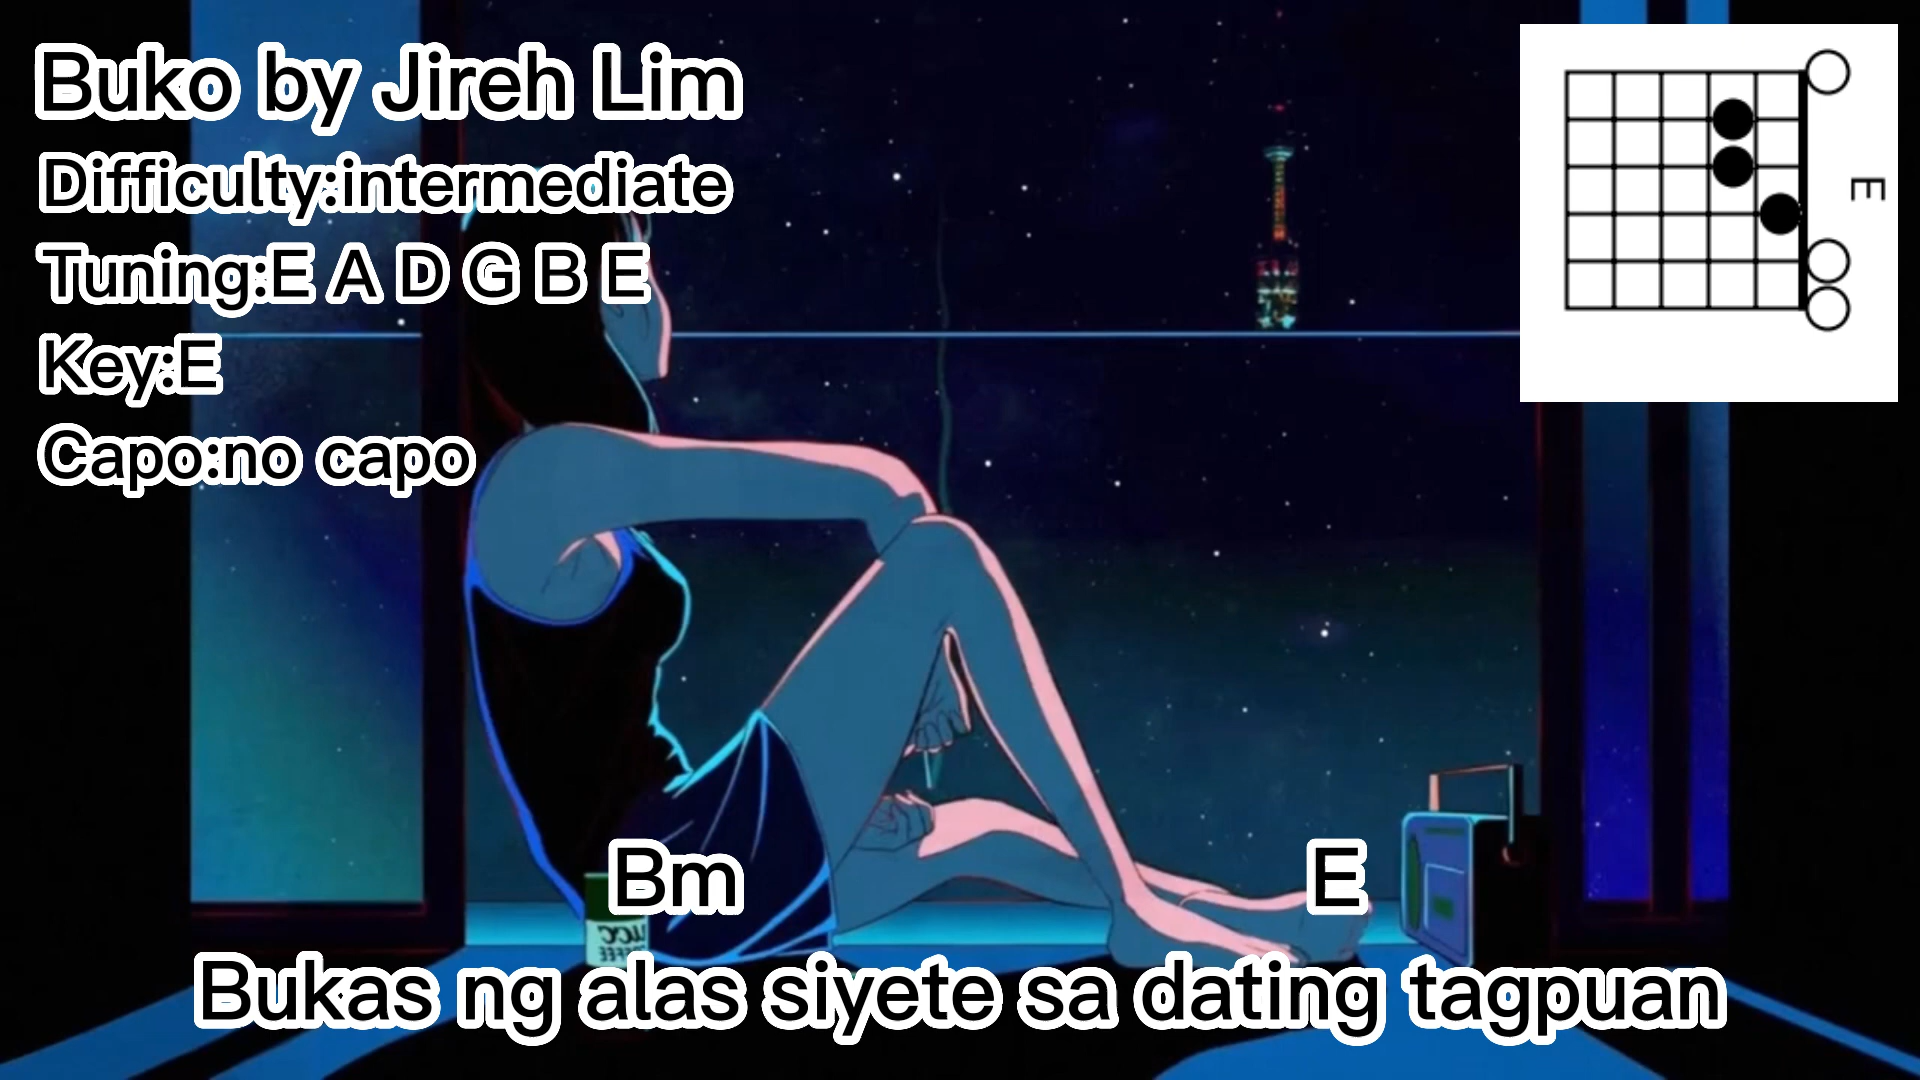 Buko by Jireh Lim
Difficulty:intermediate
Tuning:E A D G B E
Key:E
Capo:no capo
E
Bm E
UCC
Bukas ng alas siyete sa dating tagpuan